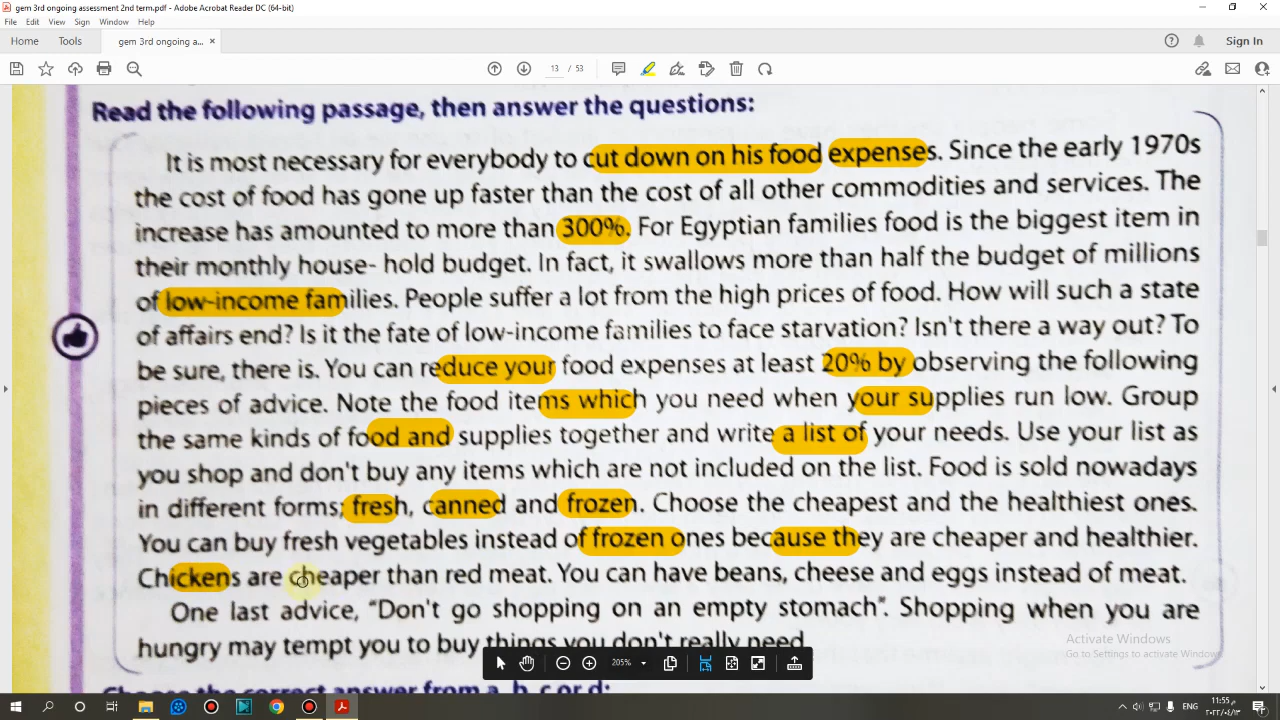 gem 3rd ongoing assessment 2nd term.pdf - Adobe Acrobat Reader DC (64-bit)
File Edit View Sign Window Help
Home Tools gem 3rd ongoing a... × Sign In
13 / 53
Read the following passage, then answer the questions:
It is most necessary for everybody to cut down on his food expenses. Since the early 1970s
the cost of food has gone up faster than the cost of all other commodities and services. The
increase has amounted to more than 300%. For Egyptian families food is the biggest item in
their monthly house- hold budget. In fact, it swallows more than half the budget of millions
of low-income families. People suffer a lot from the high prices of food. How will such a state
of affairs end? Is it the fate of low-income families to face starvation? Isn't there a way out? To
be sure, there is. You can reduce your food expenses at least 20% by observing the following
pieces of advice. Note the food items which you need when your supplies run low. Group
the same kinds of food and supplies together and write a list of your needs. Use your list as
you shop and don't buy any items which are not included on the list. Food is sold nowadays
in different forms; fresh, canned and frozen. Choose the cheapest and the healthiest ones.
You can buy fresh vegetables instead of frozen ones because they are cheaper and healthier.
Chickens are cheaper than red meat. You can have beans, cheese and eggs instead of meat.
One last advice, “Don't go shopping on an empty stomach”. Shopping when you are
hungry may tempt you to buy things you don't really need.
Activate Windows
Go to Settings to activate Windows.
205%
Choose the correct answer from a, b, c or d:
ENG
11:55